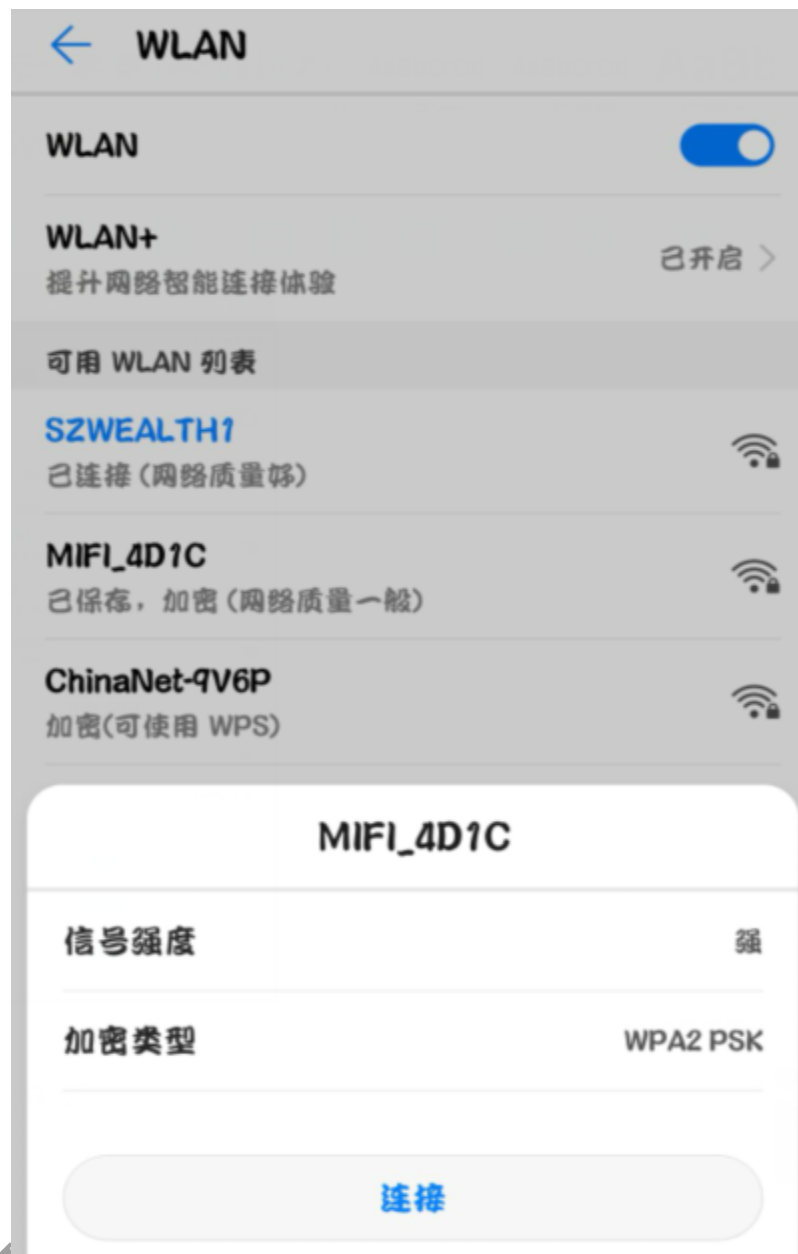 WLAN
WLAN
WLAN+
已开启
提升网络智能连接体验
可用 WLAN 列表
SZWEALTH1
已连接(网络质量好)
MIFI_4D1C
已保存，加密(网络质量一般)
ChinaNet-9V6P
加密(可使用 WPS)
MIFI_4D1C
信号强度 强
加密类型 WPA2 PSK
连接